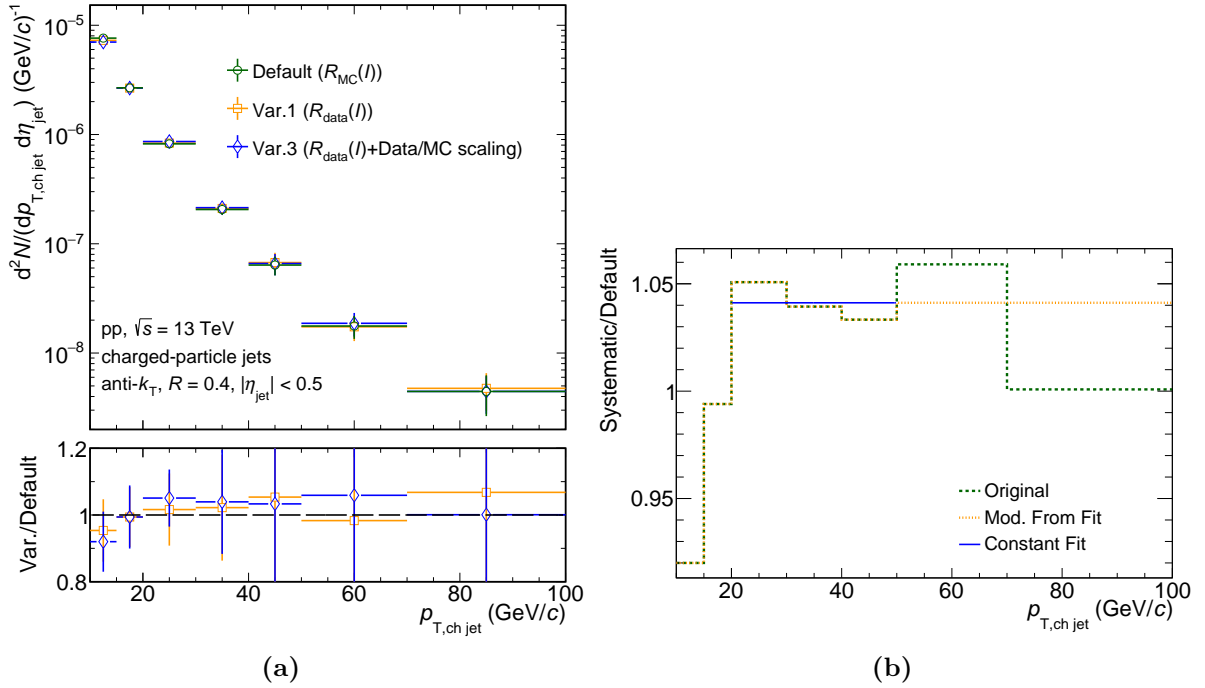 d²N/(dp_T,ch jet dη_jet) (GeV/c)⁻¹
10⁻⁵
10⁻⁶
10⁻⁷
10⁻⁸
Default (R_MC(I))
Var.1 (R_data(I))
Var.3 (R_data(I)+Data/MC scaling)
pp, √s = 13 TeV
charged-particle jets
anti-k_T, R = 0.4, |η_jet| < 0.5
Var./Default
1.2
1
0.8
20 40 60 80 100
p_T,ch jet (GeV/c)
(a)
Systematic/Default
1.05
1
0.95
Original
Mod. From Fit
Constant Fit
20 40 60 80 100
p_T,ch jet (GeV/c)
(b)